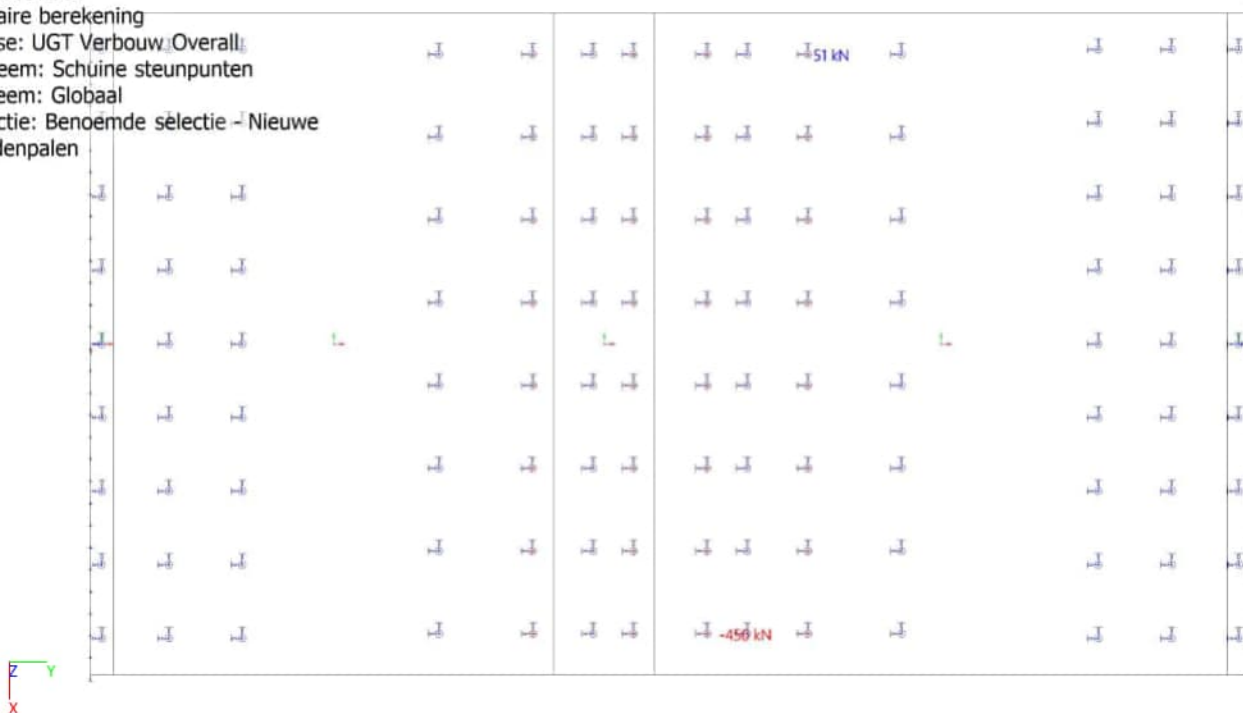 aire berekening
se: UGT Verbouw Overall
eem: Schuine steunpunten
eem: Globaal
ctie: Benoemde selectie - Nieuwe
lenpalen
51 kN
-450 kN
Z Y
X